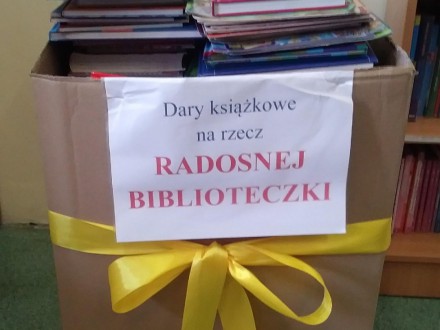 Dary książkowe
na rzecz
RADOSNEJ
BIBLIOTECZKI